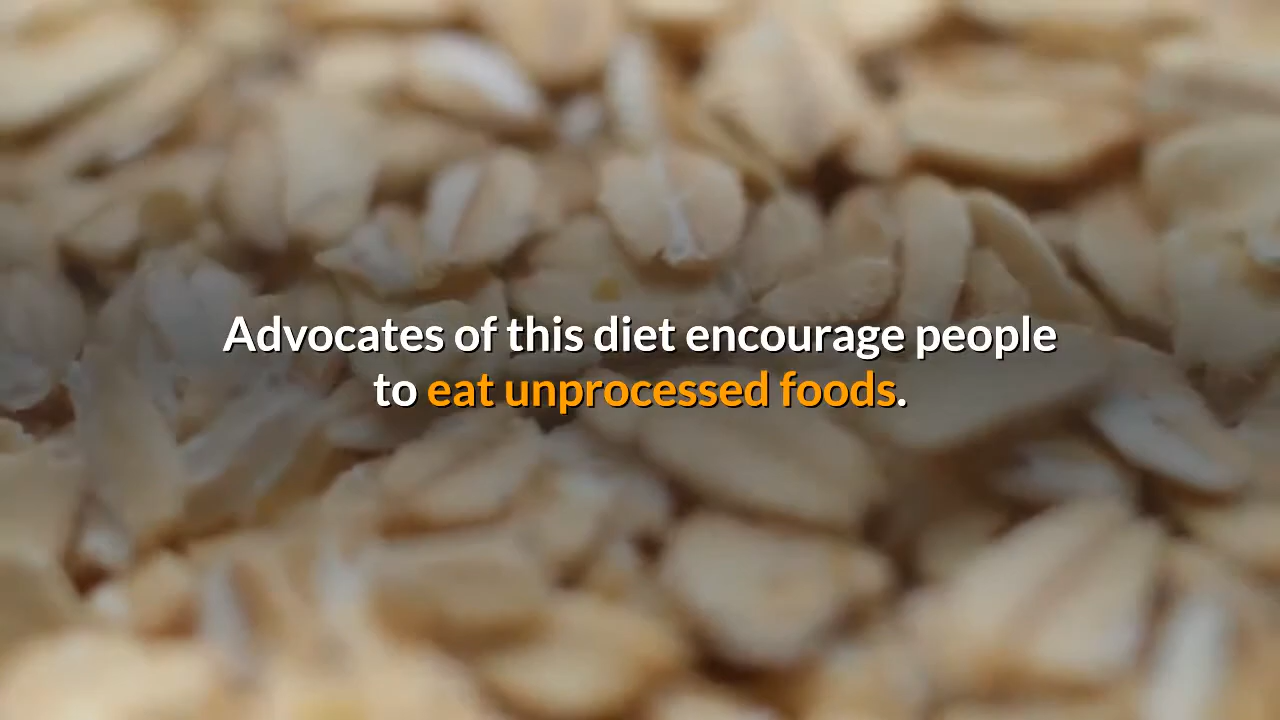 Advocates of this diet encourage people
to eat unprocessed foods.